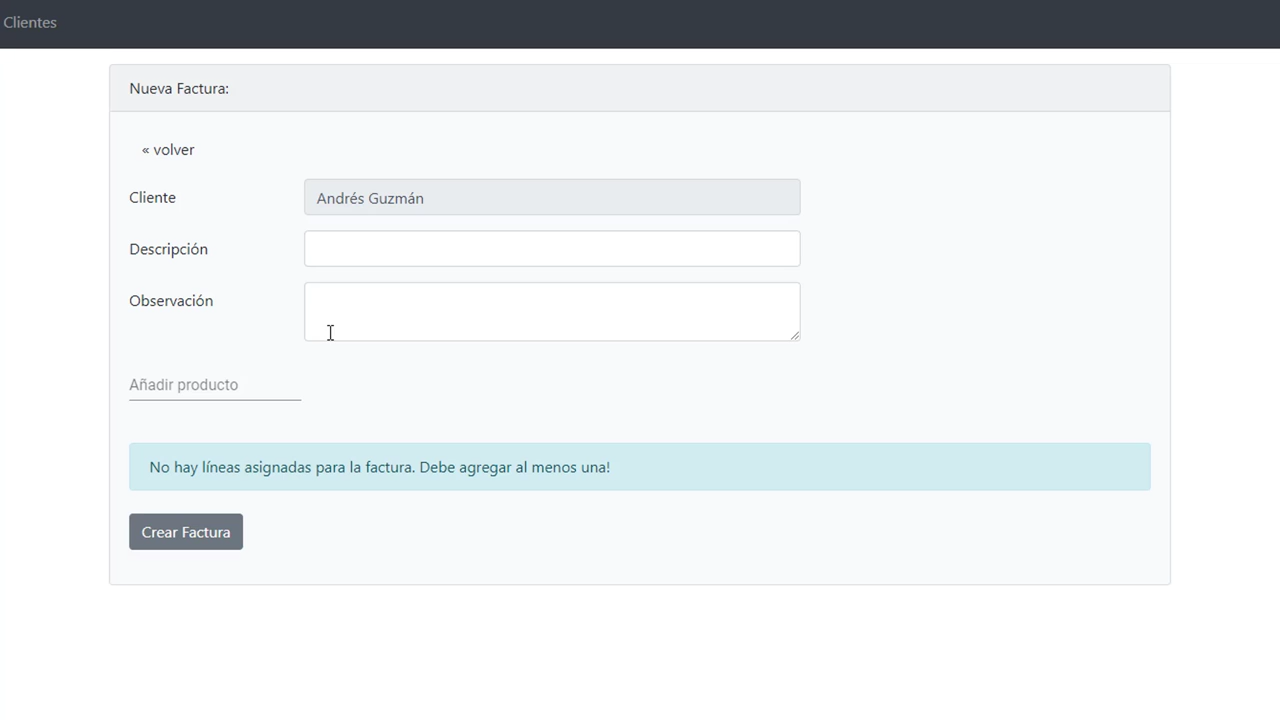 Clientes
Nueva Factura:
« volver
Cliente
Andrés Guzmán
Descripción
Observación
Añadir producto
No hay líneas asignadas para la factura. Debe agregar al menos una!
Crear Factura